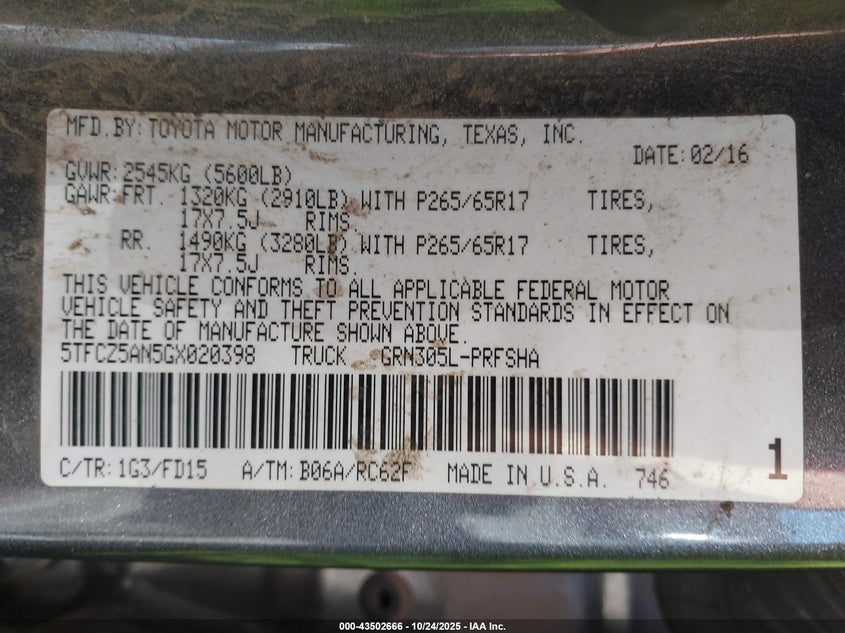 MFD.BY:TOYOTA MOTOR MANUFACTURING, TEXAS, INC.
DATE:02/16
GVWR:2545KG (5600LB)
GAWR:FRT. 1320KG (2910LB) WITH P265/65R17 TIRES,
17X7.5J RIMS.
RR. 1490KG (3280LB) WITH P265/65R17 TIRES,
17X7.5J RIMS.
THIS VEHICLE CONFORMS TO ALL APPLICABLE FEDERAL MOTOR
VEHICLE SAFETY AND THEFT PREVENTION STANDARDS IN EFFECT ON
THE DATE OF MANUFACTURE SHOWN ABOVE.
5TFCZ5AN5GX020398 TRUCK GRN305L-PRFSHA
C/TR:1G3/FD15 A/TM:B06A/RC62F MADE IN U.S.A. 746
1
000-43502666 - 10/24/2025 - IAA Inc.